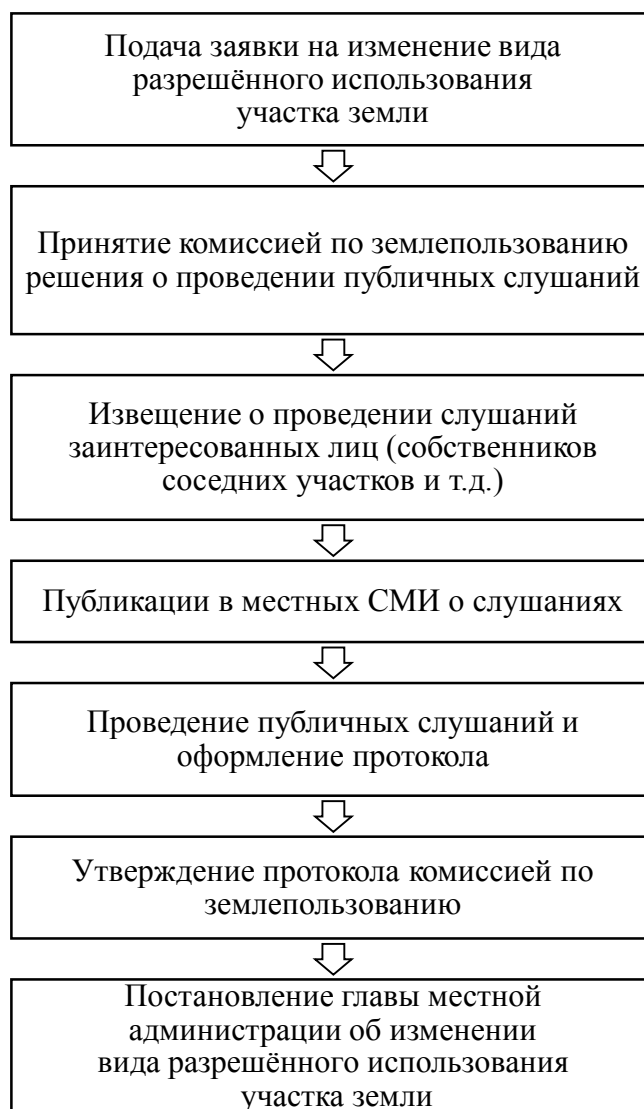 Подача заявки на изменение вида
разрешённого использования
участка земли
Принятие комиссией по землепользованию
решения о проведении публичных слушаний
Извещение о проведении слушаний
заинтересованных лиц (собственников
соседних участков и т.д.)
Публикации в местных СМИ о слушаниях
Проведение публичных слушаний и
оформление протокола
Утверждение протокола комиссией по
землепользованию
Постановление главы местной
администрации об изменении
вида разрешённого использования
участка земли